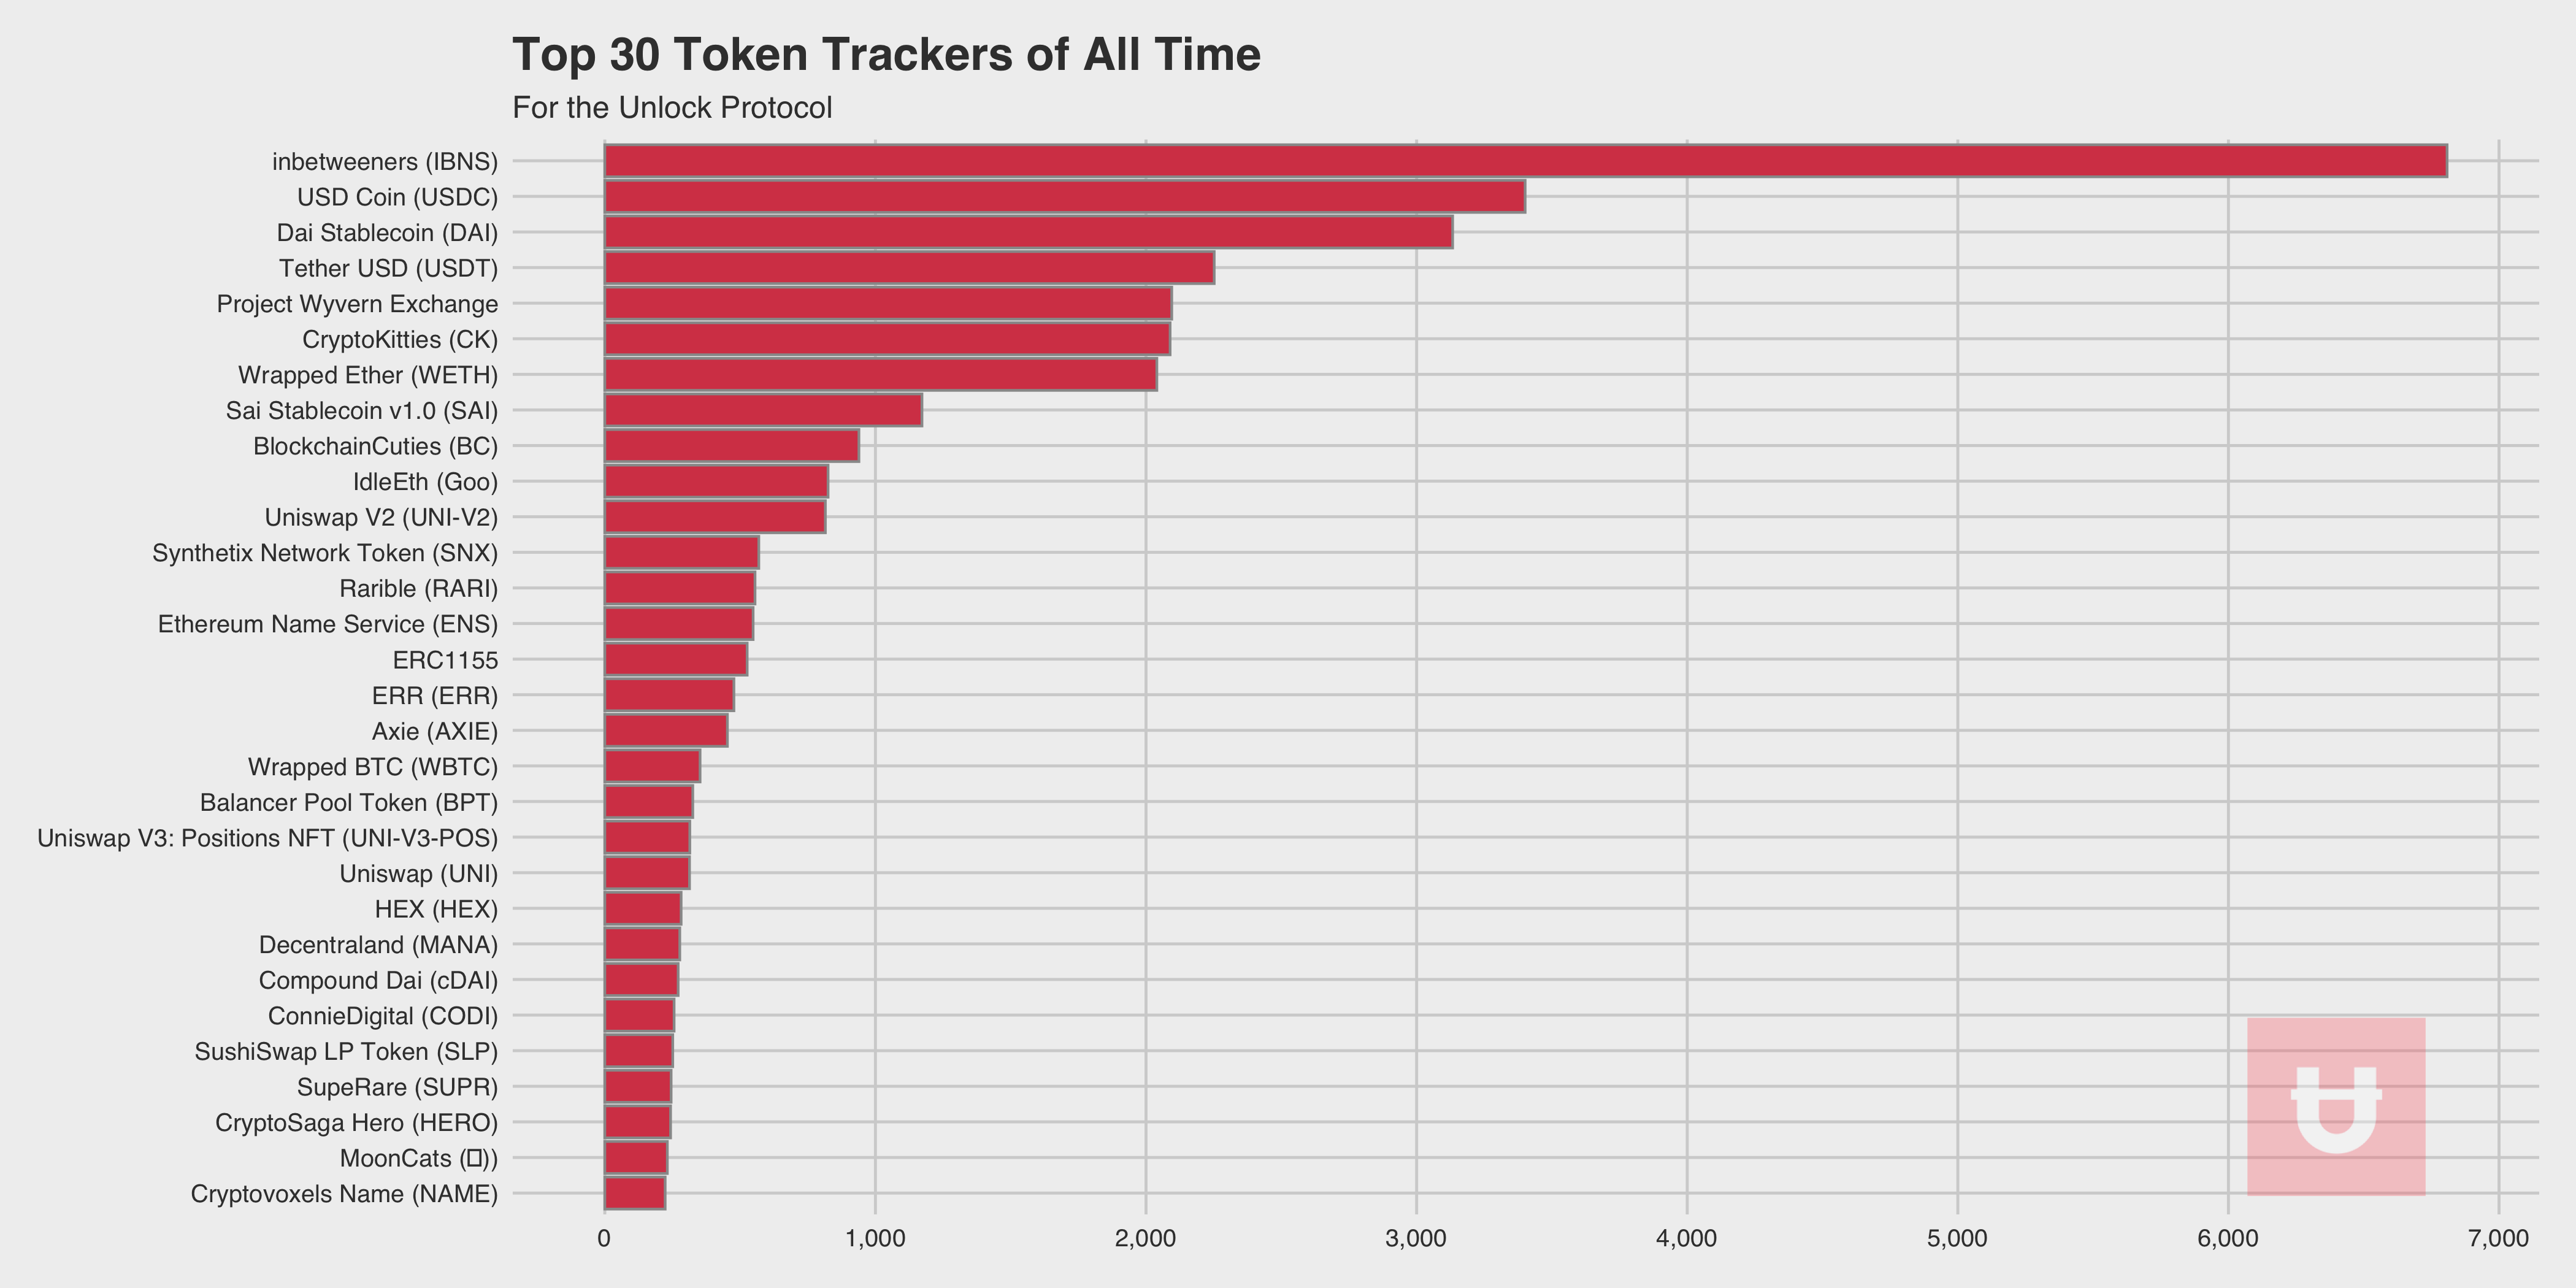 Top 30 Token Trackers of All Time
For the Unlock Protocol
inbetweeners (IBNS)
USD Coin (USDC)
Dai Stablecoin (DAI)
Tether USD (USDT)
Project Wyvern Exchange
CryptoKitties (CK)
Wrapped Ether (WETH)
Sai Stablecoin v1.0 (SAI)
BlockchainCuties (BC)
IdleEth (Goo)
Uniswap V2 (UNI-V2)
Synthetix Network Token (SNX)
Rarible (RARI)
Ethereum Name Service (ENS)
ERC1155
ERR (ERR)
Axie (AXIE)
Wrapped BTC (WBTC)
Balancer Pool Token (BPT)
Uniswap V3: Positions NFT (UNI-V3-POS)
Uniswap (UNI)
HEX (HEX)
Decentraland (MANA)
Compound Dai (cDAI)
ConnieDigital (CODI)
SushiSwap LP Token (SLP)
SupeRare (SUPR)
CryptoSaga Hero (HERO)
MoonCats (□))
Cryptovoxels Name (NAME)
0 1,000 2,000 3,000 4,000 5,000 6,000 7,000